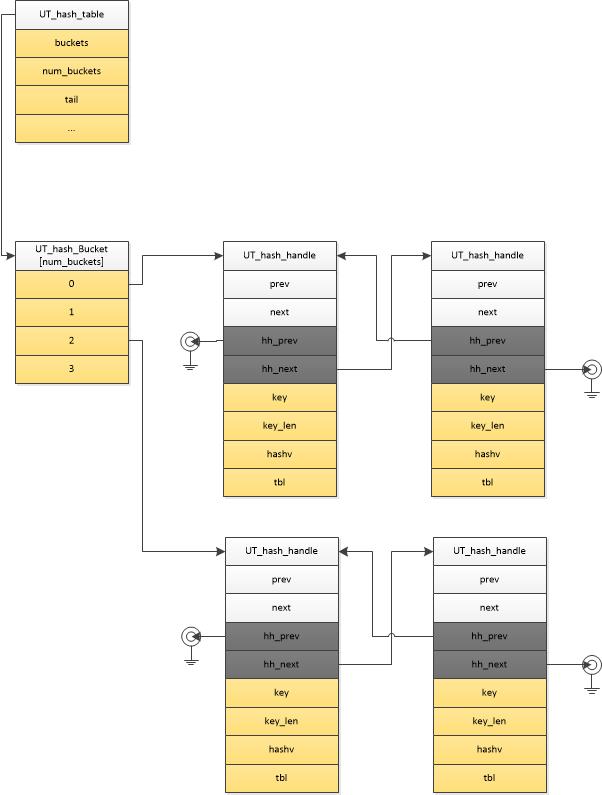 UT_hash_table
buckets
num_buckets
tail
...
UT_hash_Bucket
[num_buckets]
0
1
2
3
UT_hash_handle
prev
next
hh_prev
hh_next
key
key_len
hashv
tbl
UT_hash_handle
prev
next
hh_prev
hh_next
key
key_len
hashv
tbl
UT_hash_handle
prev
next
hh_prev
hh_next
key
key_len
hashv
tbl
UT_hash_handle
prev
next
hh_prev
hh_next
key
key_len
hashv
tbl